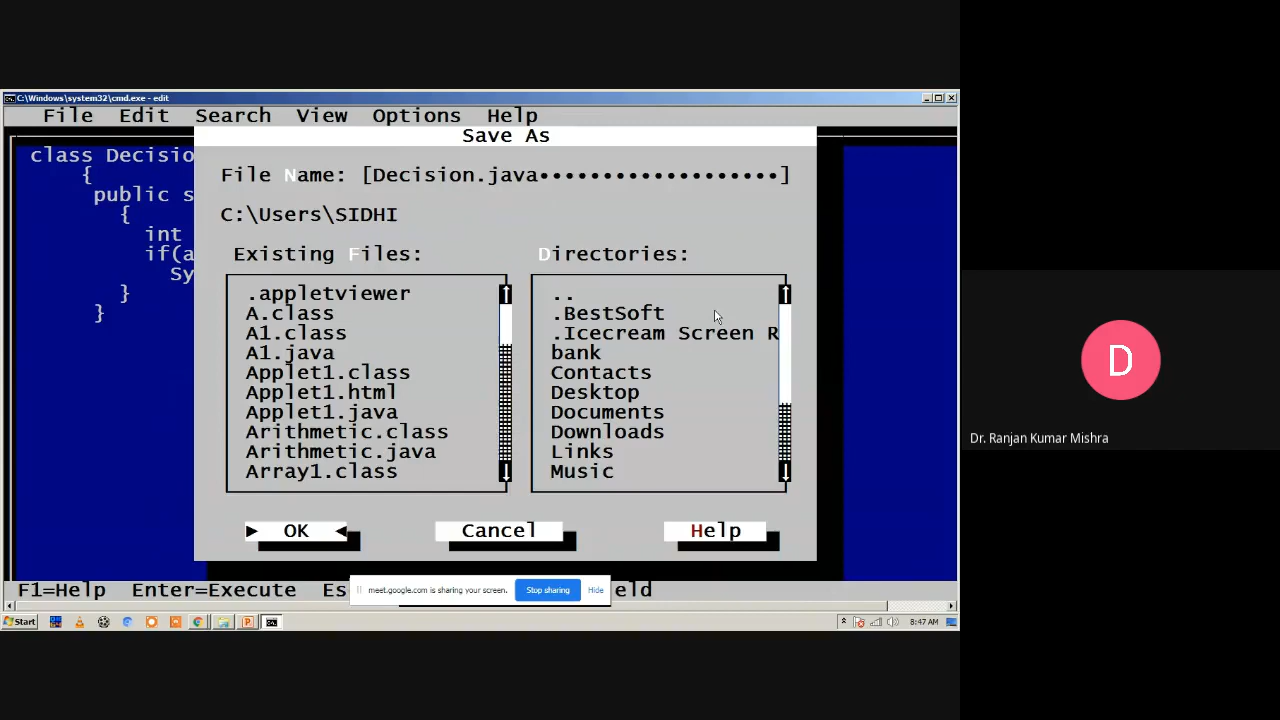 C:\Windows\system32\cmd.exe - edit
File Edit Search View Options Help
Save As
class Decisio
{
public s
{
int
if(a
Sy
}
}
File Name: [Decision.java••••••••••••••••••••]
C:\Users\SIDHI
Existing Files:
.appletviewer
A.class
A1.class
A1.java
Applet1.class
Applet1.html
Applet1.java
Arithmetic.class
Arithmetic.java
Array1.class
Directories:
..
.BestSoft
.Icecream Screen R
bank
Contacts
Desktop
Documents
Downloads
Links
Music
OK Cancel Help
F1=Help Enter=Execute Es eld
meet.google.com is sharing your screen. Stop sharing Hide
Start 8:47 AM
D
Dr. Ranjan Kumar Mishra